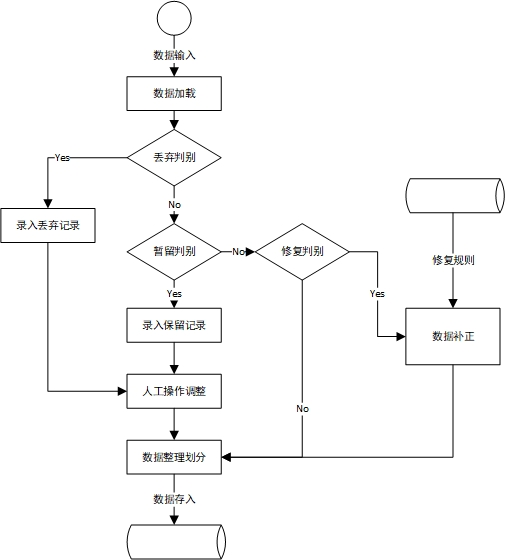 数据输入
数据加载
丢弃判别
Yes
No
录入丢弃记录
暂留判别
No
修复判别
修复规则
Yes
Yes
录入保留记录
数据补正
人工操作调整
No
数据整理划分
数据存入